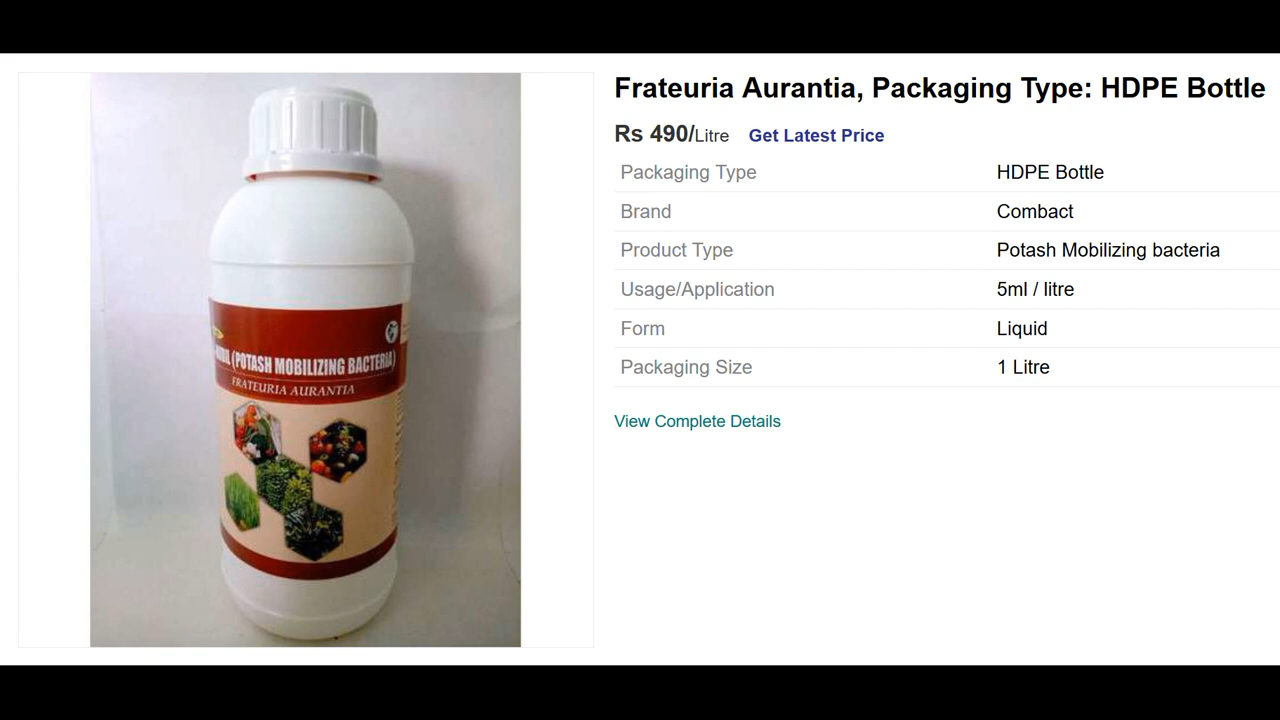 (POTASH MOBILIZING BACTERIA)
FRATEURIA AURANTIA
Frateuria Aurantia, Packaging Type: HDPE Bottle
Rs 490/Litre Get Latest Price
Packaging Type HDPE Bottle
Brand Combact
Product Type Potash Mobilizing bacteria
Usage/Application 5ml / litre
Form Liquid
Packaging Size 1 Litre
View Complete Details